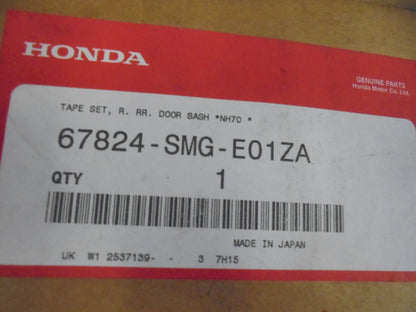 HONDA
GENUINE PARTS
Honda Motor Co., Ltd.
TAPE SET, R. RR. DOOR SASH *NH70 *
67824-SMG-E01ZA
QTY 1
MADE IN JAPAN
UK W1 2537139- - 3 7H15